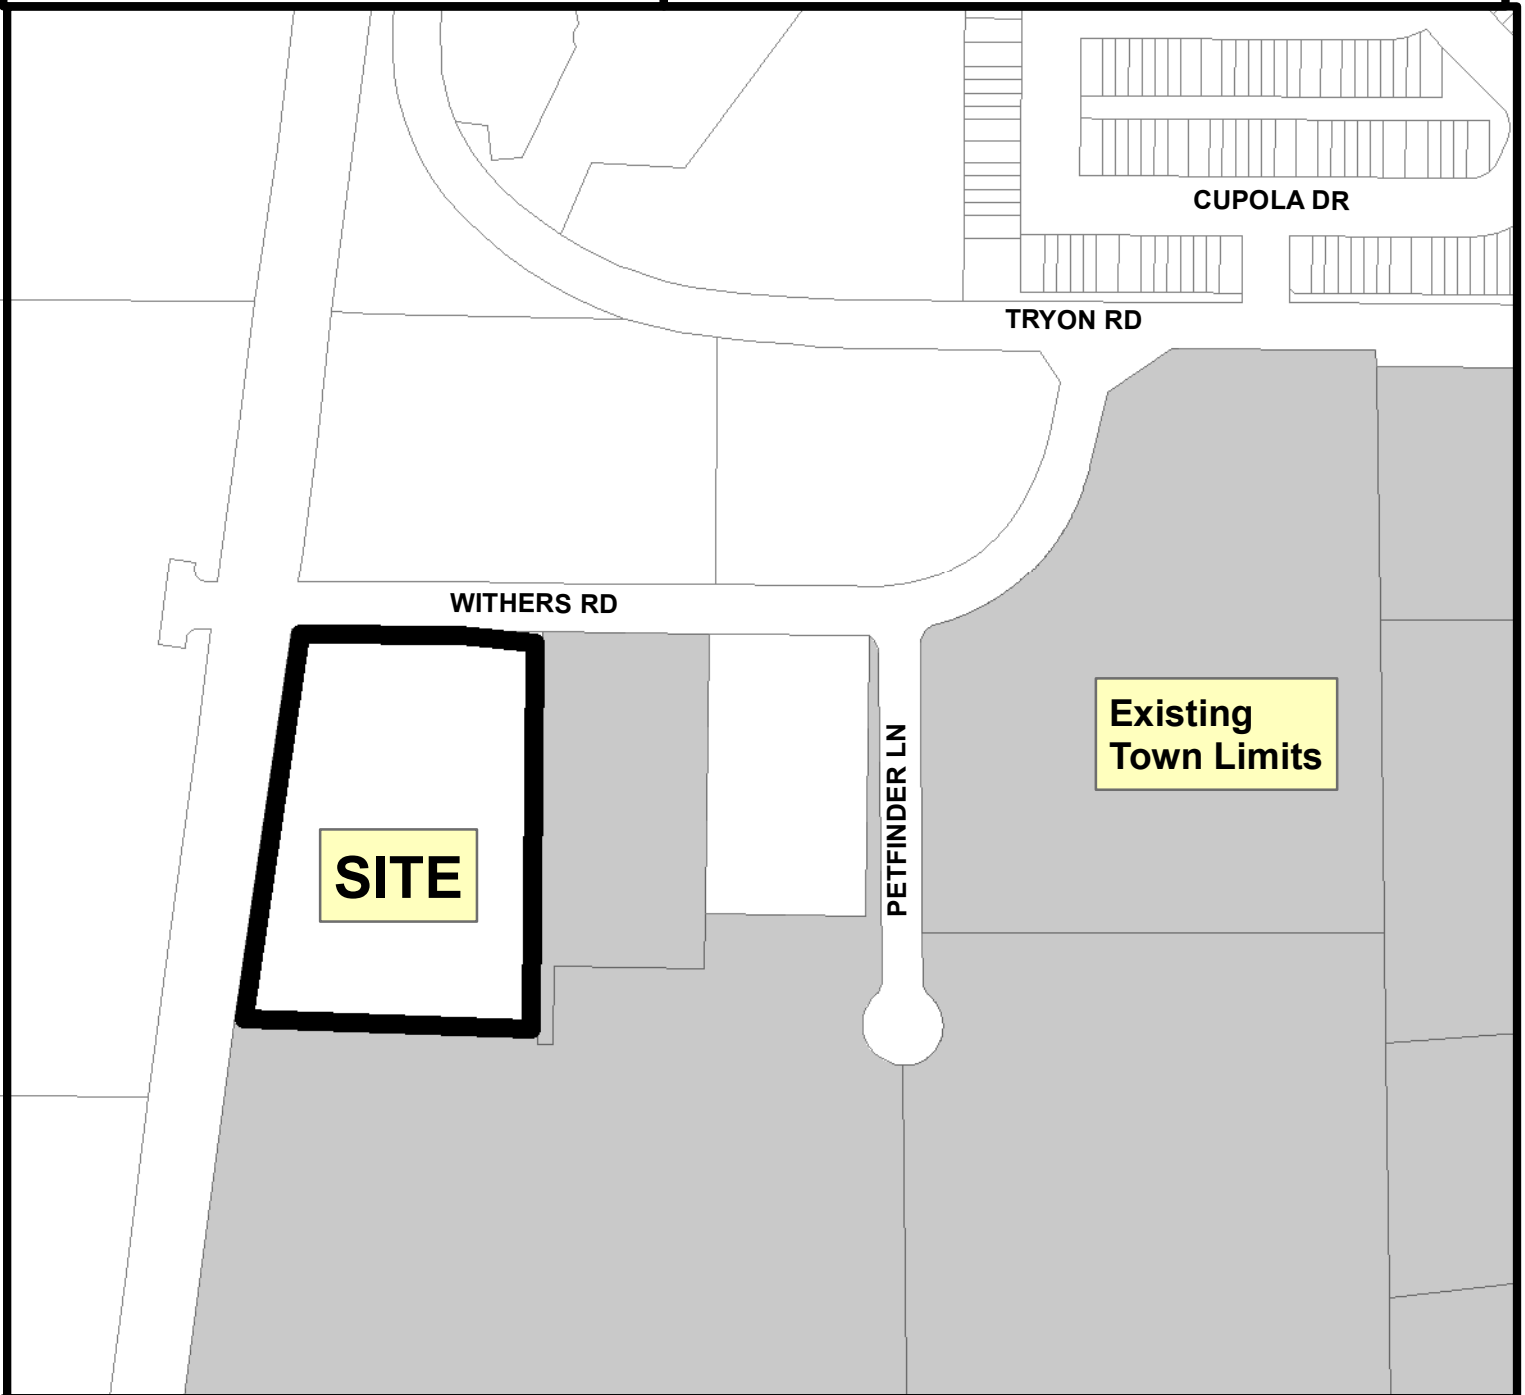 CUPOLA DR
TRYON RD
WITHERS RD
Existing
Town Limits
PETFINDER LN
SITE